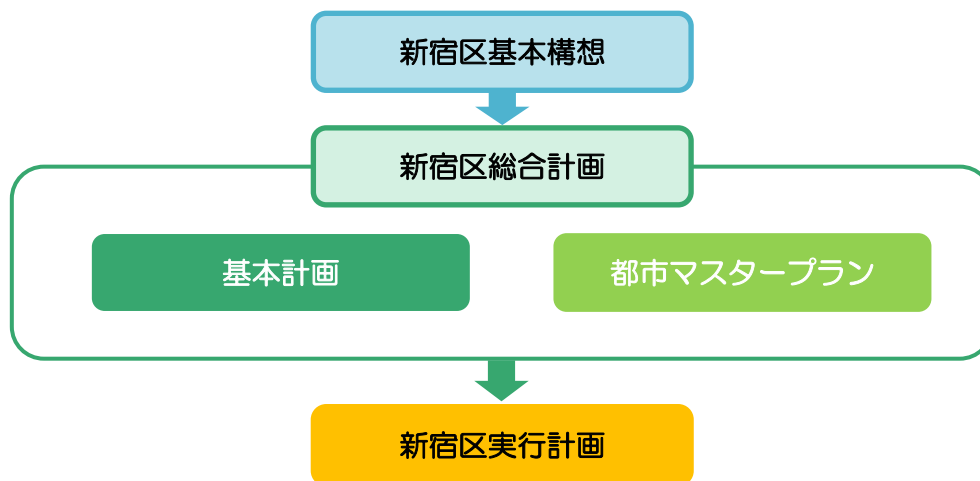 新宿区基本構想
新宿区総合計画
基本計画
都市マスタープラン
新宿区実行計画